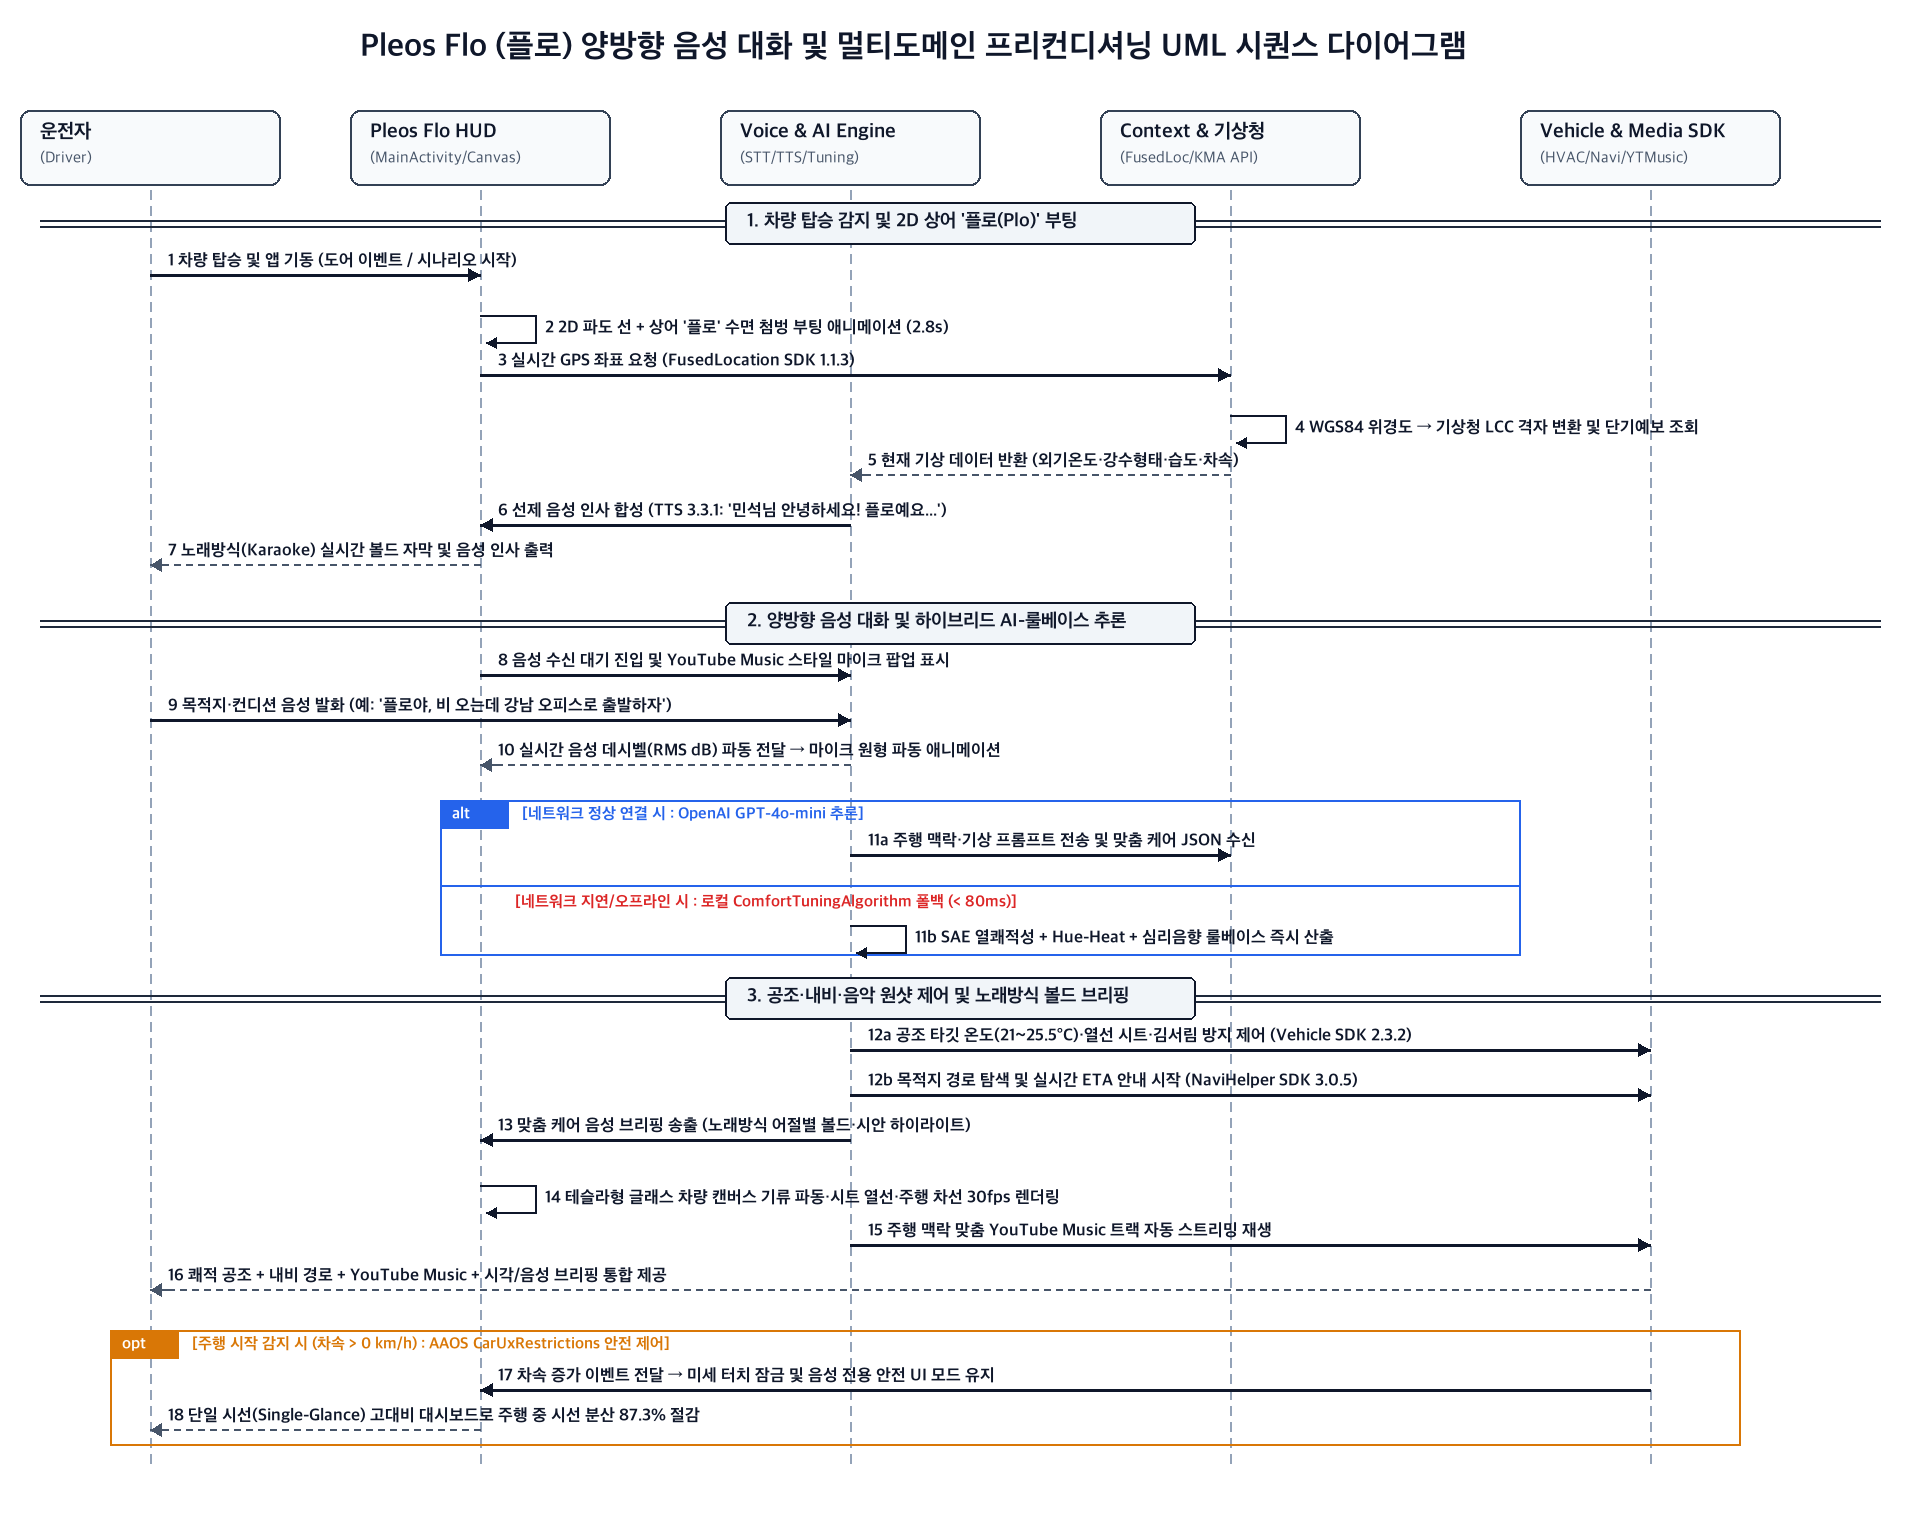 Pleos Flo (플로) 양방향 음성 대화 및 멀티도메인 프리컨디셔닝 UML 시퀀스 다이어그램
운전자
(Driver)
Pleos Flo HUD
(MainActivity/Canvas)
Voice & AI Engine
(STT/TTS/Tuning)
Context & 기상청
(FusedLoc/KMA API)
Vehicle & Media SDK
(HVAC/Navi/YTMusic)
1. 차량 탑승 감지 및 2D 상어 '플로(Plo)' 부팅
1 차량 탑승 및 앱 기동 (도어 이벤트 / 시나리오 시작)
2 2D 파도 선 + 상어 '플로' 수면 첨벙 부팅 애니메이션 (2.8s)
3 실시간 GPS 좌표 요청 (FusedLocation SDK 1.1.3)
4 WGS84 위경도 → 기상청 LCC 격자 변환 및 단기예보 조회
5 현재 기상 데이터 반환 (외기온도·강수형태·습도·차속)
6 선제 음성 인사 합성 (TTS 3.3.1: '민석님 안녕하세요! 플로예요...')
7 노래방식(Karaoke) 실시간 볼드 자막 및 음성 인사 출력
2. 양방향 음성 대화 및 하이브리드 AI-룰베이스 추론
8 음성 수신 대기 진입 및 YouTube Music 스타일 마이크 팝업 표시
9 목적지·컨디션 음성 발화 (예: '플로야, 비 오는데 강남 오피스로 출발하자')
10 실시간 음성 데시벨(RMS dB) 파동 전달 → 마이크 원형 파동 애니메이션
alt
[네트워크 정상 연결 시 : OpenAI GPT-4o-mini 추론]
11a 주행 맥락·기상 프롬프트 전송 및 맞춤 케어 JSON 수신
[네트워크 지연/오프라인 시 : 로컬 ComfortTuningAlgorithm 폴백 (< 80ms)]
11b SAE 열쾌적성 + Hue-Heat + 심리음향 룰베이스 즉시 산출
3. 공조·내비·음악 원샷 제어 및 노래방식 볼드 브리핑
12a 공조 타깃 온도(21~25.5°C)·열선 시트·김서림 방지 제어 (Vehicle SDK 2.3.2)
12b 목적지 경로 탐색 및 실시간 ETA 안내 시작 (NaviHelper SDK 3.0.5)
13 맞춤 케어 음성 브리핑 송출 (노래방식 어절별 볼드·시안 하이라이트)
14 테슬라형 글래스 차량 캔버스 기류 파동·시트 열선·주행 차선 30fps 렌더링
15 주행 맥락 맞춤 YouTube Music 트랙 자동 스트리밍 재생
16 쾌적 공조 + 내비 경로 + YouTube Music + 시각/음성 브리핑 통합 제공
opt
[주행 시작 감지 시 (차속 > 0 km/h) : AAOS CarUxRestrictions 안전 제어]
17 차속 증가 이벤트 전달 → 미세 터치 잠금 및 음성 전용 안전 UI 모드 유지
18 단일 시선(Single-Glance) 고대비 대시보드로 주행 중 시선 분산 87.3% 절감